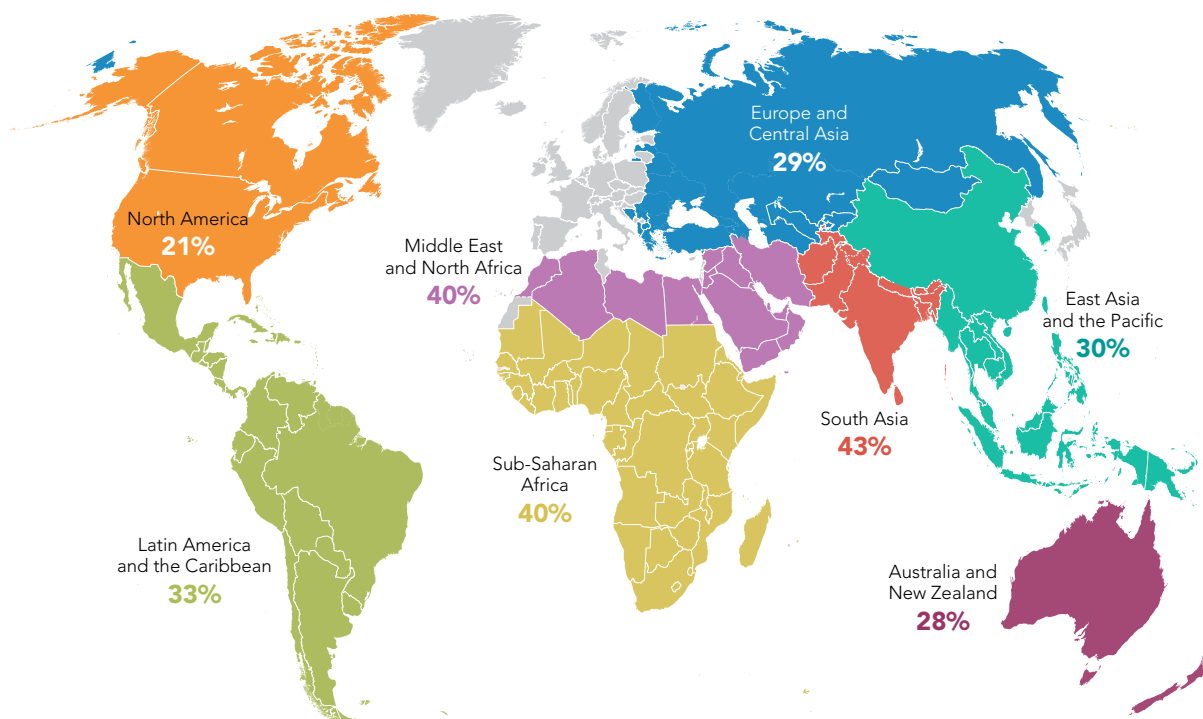 Europe and
Central Asia
29%
North America
21%
Middle East
and North Africa
40%
East Asia
and the Pacific
30%
South Asia
43%
Sub-Saharan
Africa
40%
Latin America
and the Caribbean
33%
Australia and
New Zealand
28%